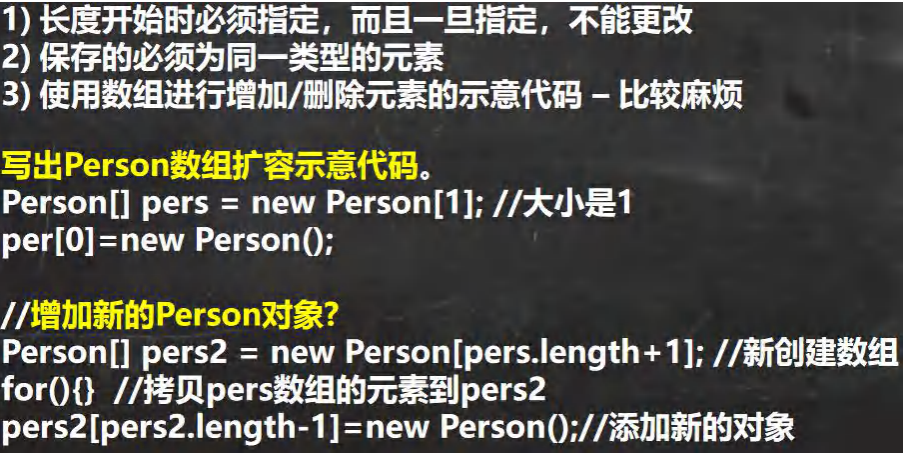 1) 长度开始时必须指定，而且一旦指定，不能更改
2) 保存的必须为同一类型的元素
3) 使用数组进行增加/删除元素的示意代码 – 比较麻烦
写出Person数组扩容示意代码。
Person[] pers = new Person[1]; //大小是1
per[0]=new Person();
//增加新的Person对象?
Person[] pers2 = new Person[pers.length+1]; //新创建数组
for(){} //拷贝pers数组的元素到pers2
pers2[pers2.length-1]=new Person();//添加新的对象